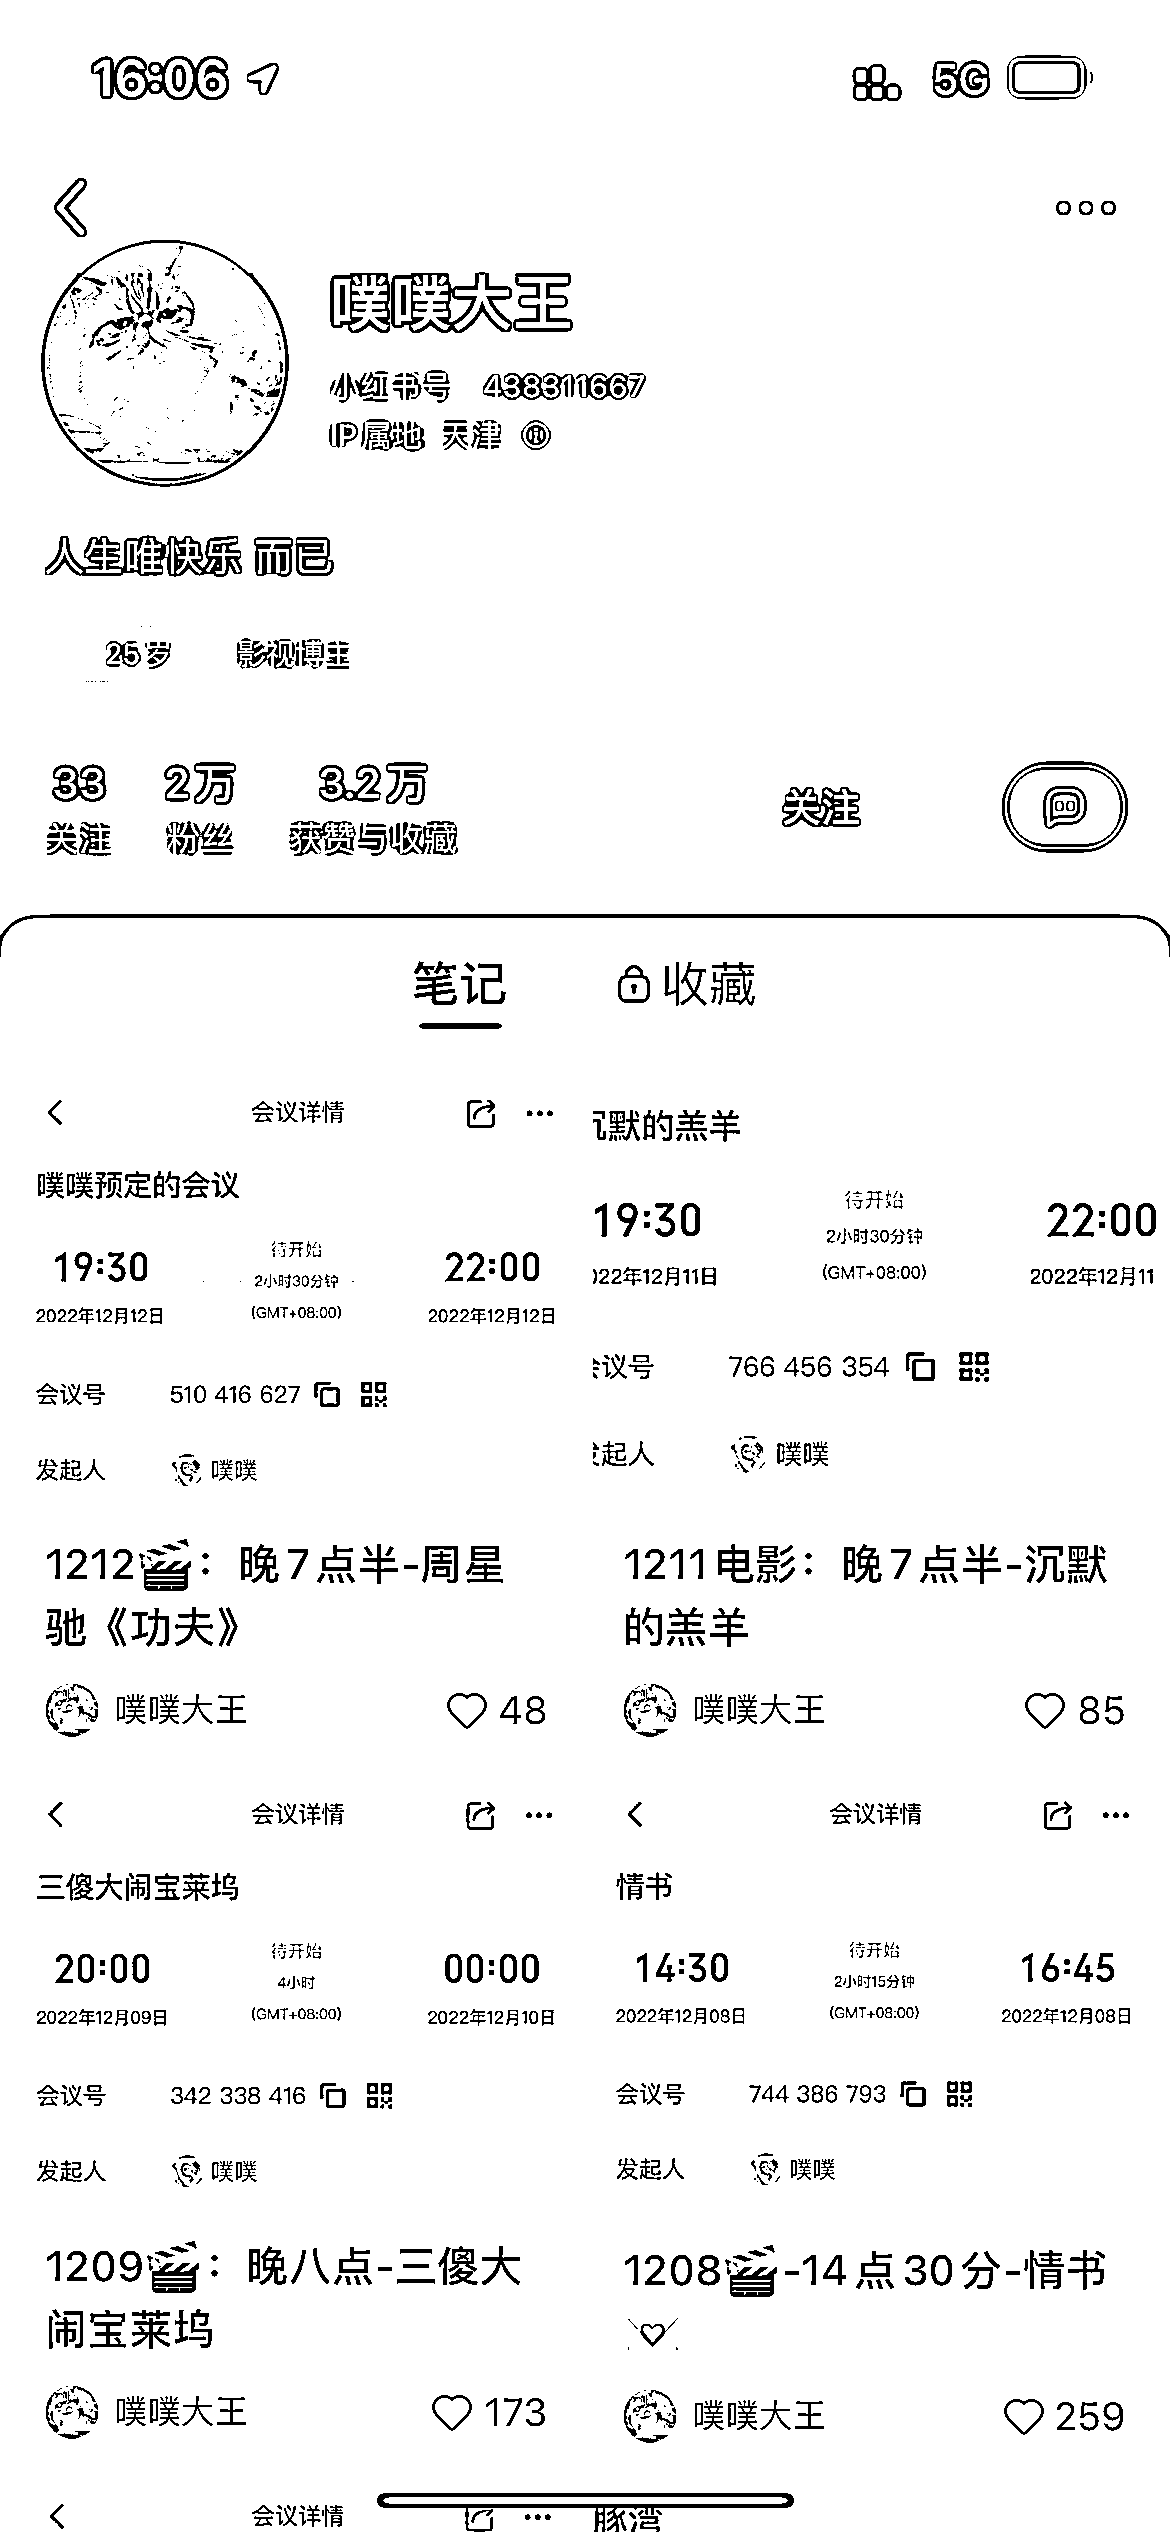 16:06
5G
噗噗大王
小红书号 438311667
IP属地 天津
人生唯快乐 而已
25岁 影视博主
33 2万 3.2万
关注 粉丝 获赞与收藏
关注
笔记 收藏
会议详情
噗噗预定的会议
待开始
19:30 2小时30分钟 22:00
2022年12月12日 (GMT+08:00) 2022年12月12日
会议号 510 416 627
发起人 噗噗
1212🎬：晚7点半-周星
驰《功夫》
噗噗大王 48
沉默的羔羊
待开始
19:30 2小时30分钟 22:00
022年12月11日 (GMT+08:00) 2022年12月11
会议号 766 456 354
发起人 噗噗
1211电影：晚7点半-沉默
的羔羊
噗噗大王 85
会议详情
三傻大闹宝莱坞
待开始
20:00 4小时 00:00
2022年12月09日 (GMT+08:00) 2022年12月10日
会议号 342 338 416
发起人 噗噗
1209🎬：晚八点-三傻大
闹宝莱坞
噗噗大王 173
会议详情
情书
待开始
14:30 2小时15分钟 16:45
2022年12月08日 (GMT+08:00) 2022年12月08日
会议号 744 386 793
发起人 噗噗
1208🎬-14点30分-情书
噗噗大王 259
会议详情
豚湾